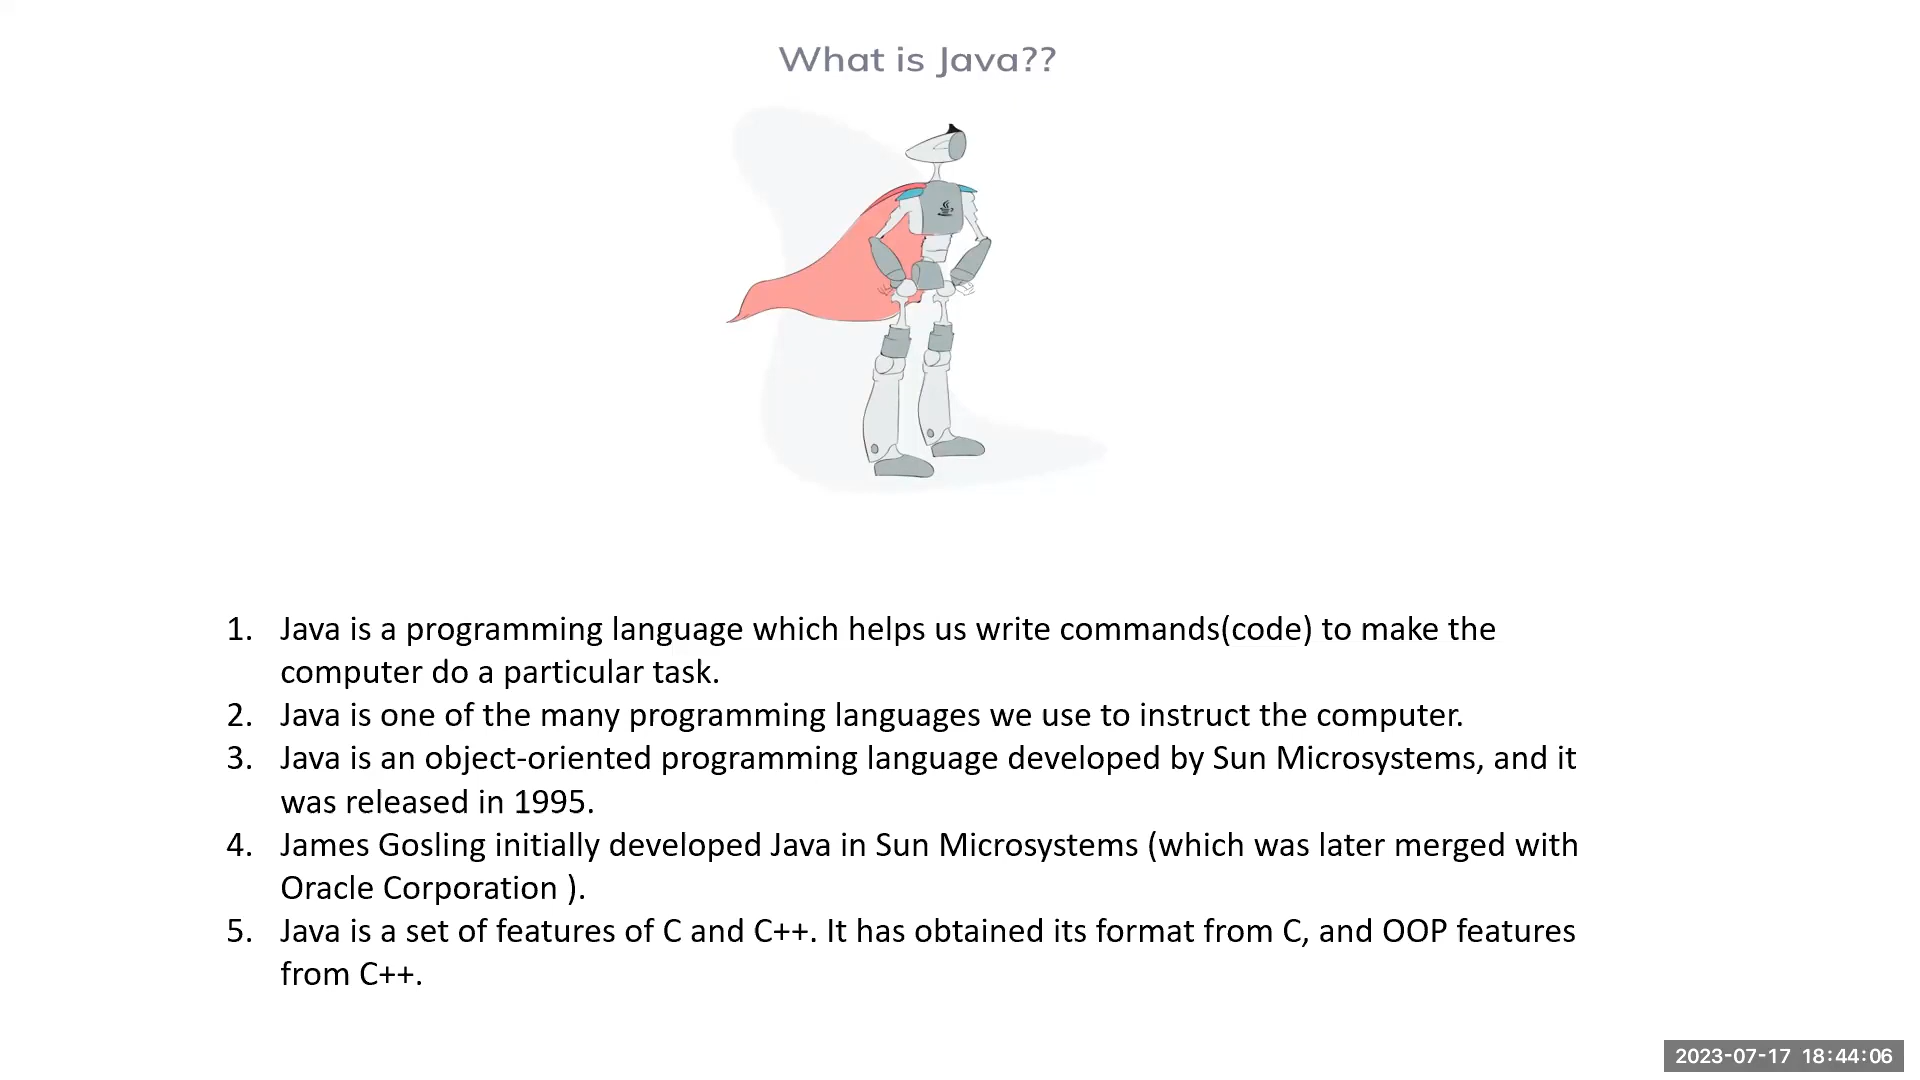 What is Java??
1. Java is a programming language which helps us write commands(code) to make the
computer do a particular task.
2. Java is one of the many programming languages we use to instruct the computer.
3. Java is an object-oriented programming language developed by Sun Microsystems, and it
was released in 1995.
4. James Gosling initially developed Java in Sun Microsystems (which was later merged with
Oracle Corporation ).
5. Java is a set of features of C and C++. It has obtained its format from C, and OOP features
from C++.
2023-07-17 18:44:06